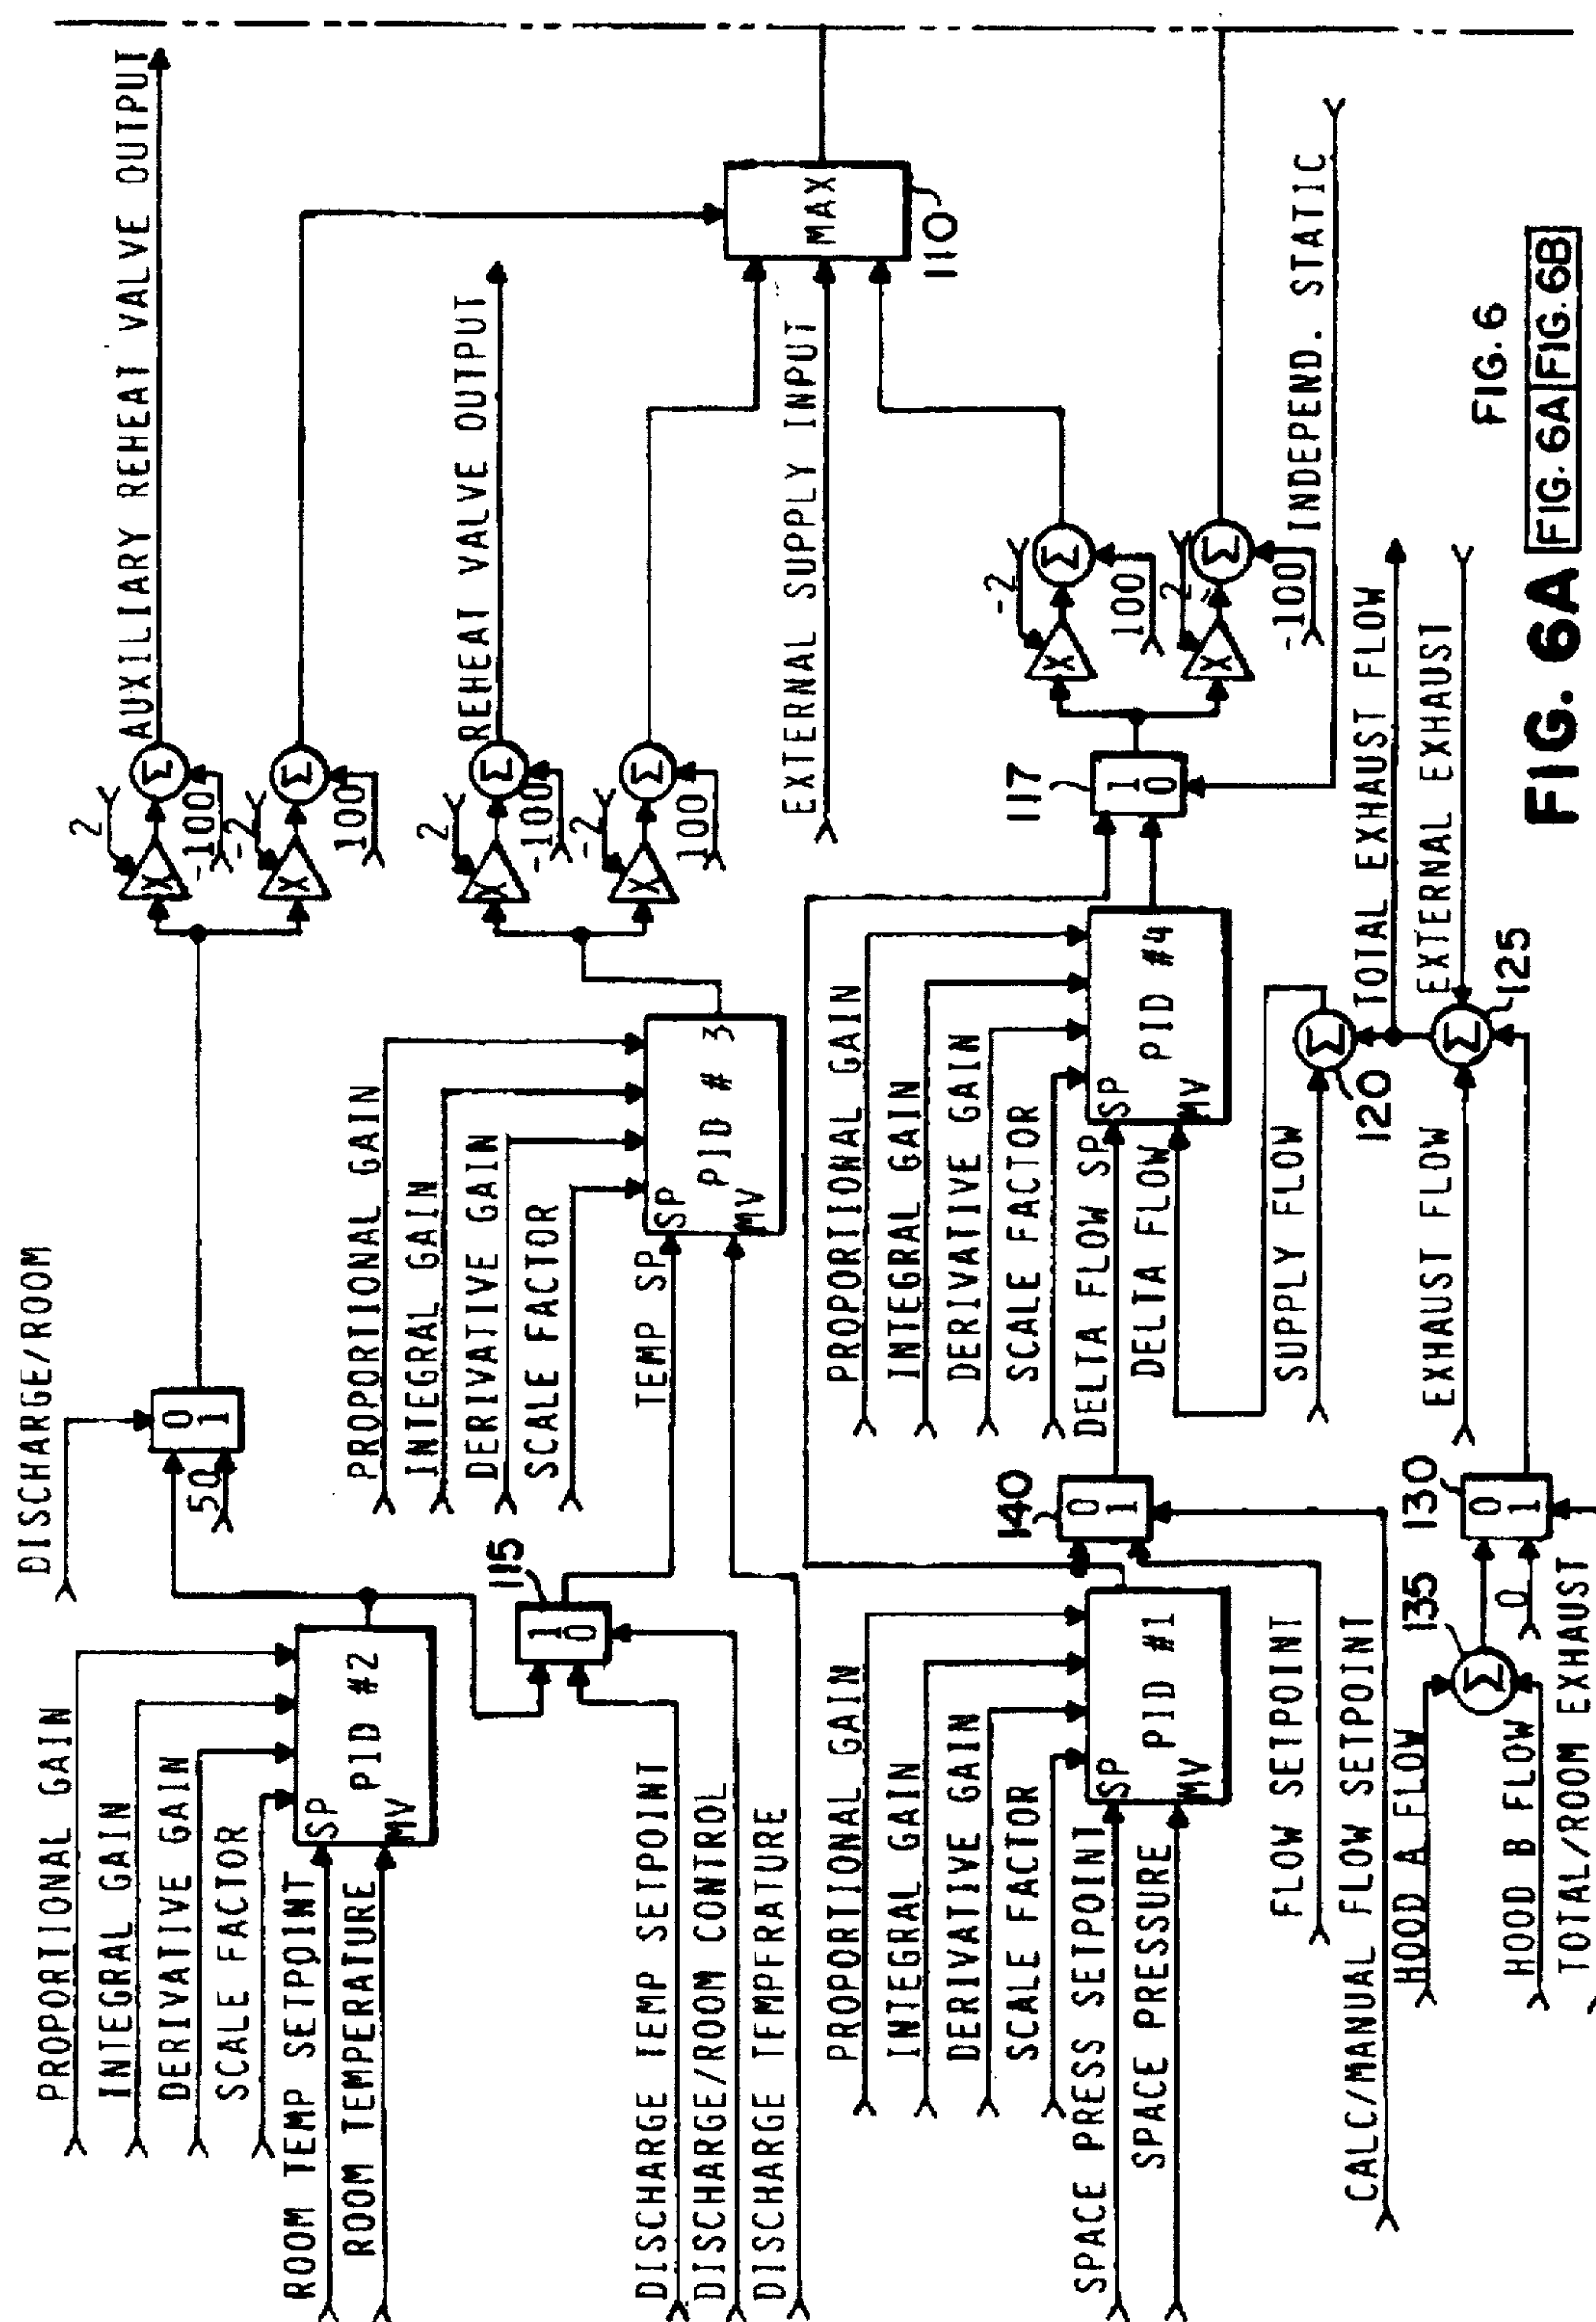 DISCHARGE/ROOM
AUXILLIARY REHEAT VALVE OUTPUT
PROPORTIONAL GAIN
INTEGRAL GAIN
DERIVATIVE GAIN
SCALE FACTOR
ROOM TEMP SETPOINT
ROOM TEMPERATURE
SP
MV
PID #2
50
0
1
2
X
Σ
-100
-2
X
Σ
100
PROPORTIONAL GAIN
INTEGRAL GAIN
DERIVATIVE GAIN
SCALE FACTOR
TEMP SP
SP
MV
PID # 3
REHEAT VALVE OUTPUT
2
X
Σ
-100
-2
X
Σ
100
115
1
0
DISCHARGE TEMP SETPOINT
DISCHARGE/ROOM CONTROL
DISCHARGE TEMPFRATURE
EXTERNAL SUPPLY INPUT
MAX
110
PROPORTIONAL GAIN
INTEGRAL GAIN
DERIVATIVE GAIN
SCALE FACTOR
SPACE PRESS SETPOINT
SPACE PRESSURE
SP
MV
PID #1
140
0
1
PROPORTIONAL GAIN
INTEGRAL GAIN
DERIVATIVE GAIN
SCALE FACTOR
DELTA FLOW SP
DELTA FLOW
SP
MV
PID #4
117
1
0
-2
X
Σ
100
2
X
Σ
-100
INDEPEND. STATIC
FLOW SETPOINT
CALC/MANUAL FLOW SETPOINT
SUPPLY FLOW
Σ
120
TOTAL EXHAUST FLOW
EXTERNAL EXHAUST
EXHAUST FLOW
Σ
125
HOOD A FLOW
HOOD B FLOW
TOTAL/ROOM EXHAUST
135
Σ
0
130
0
1
FIG. 6
FIG. 6A FIG. 6B
FIG. 6A